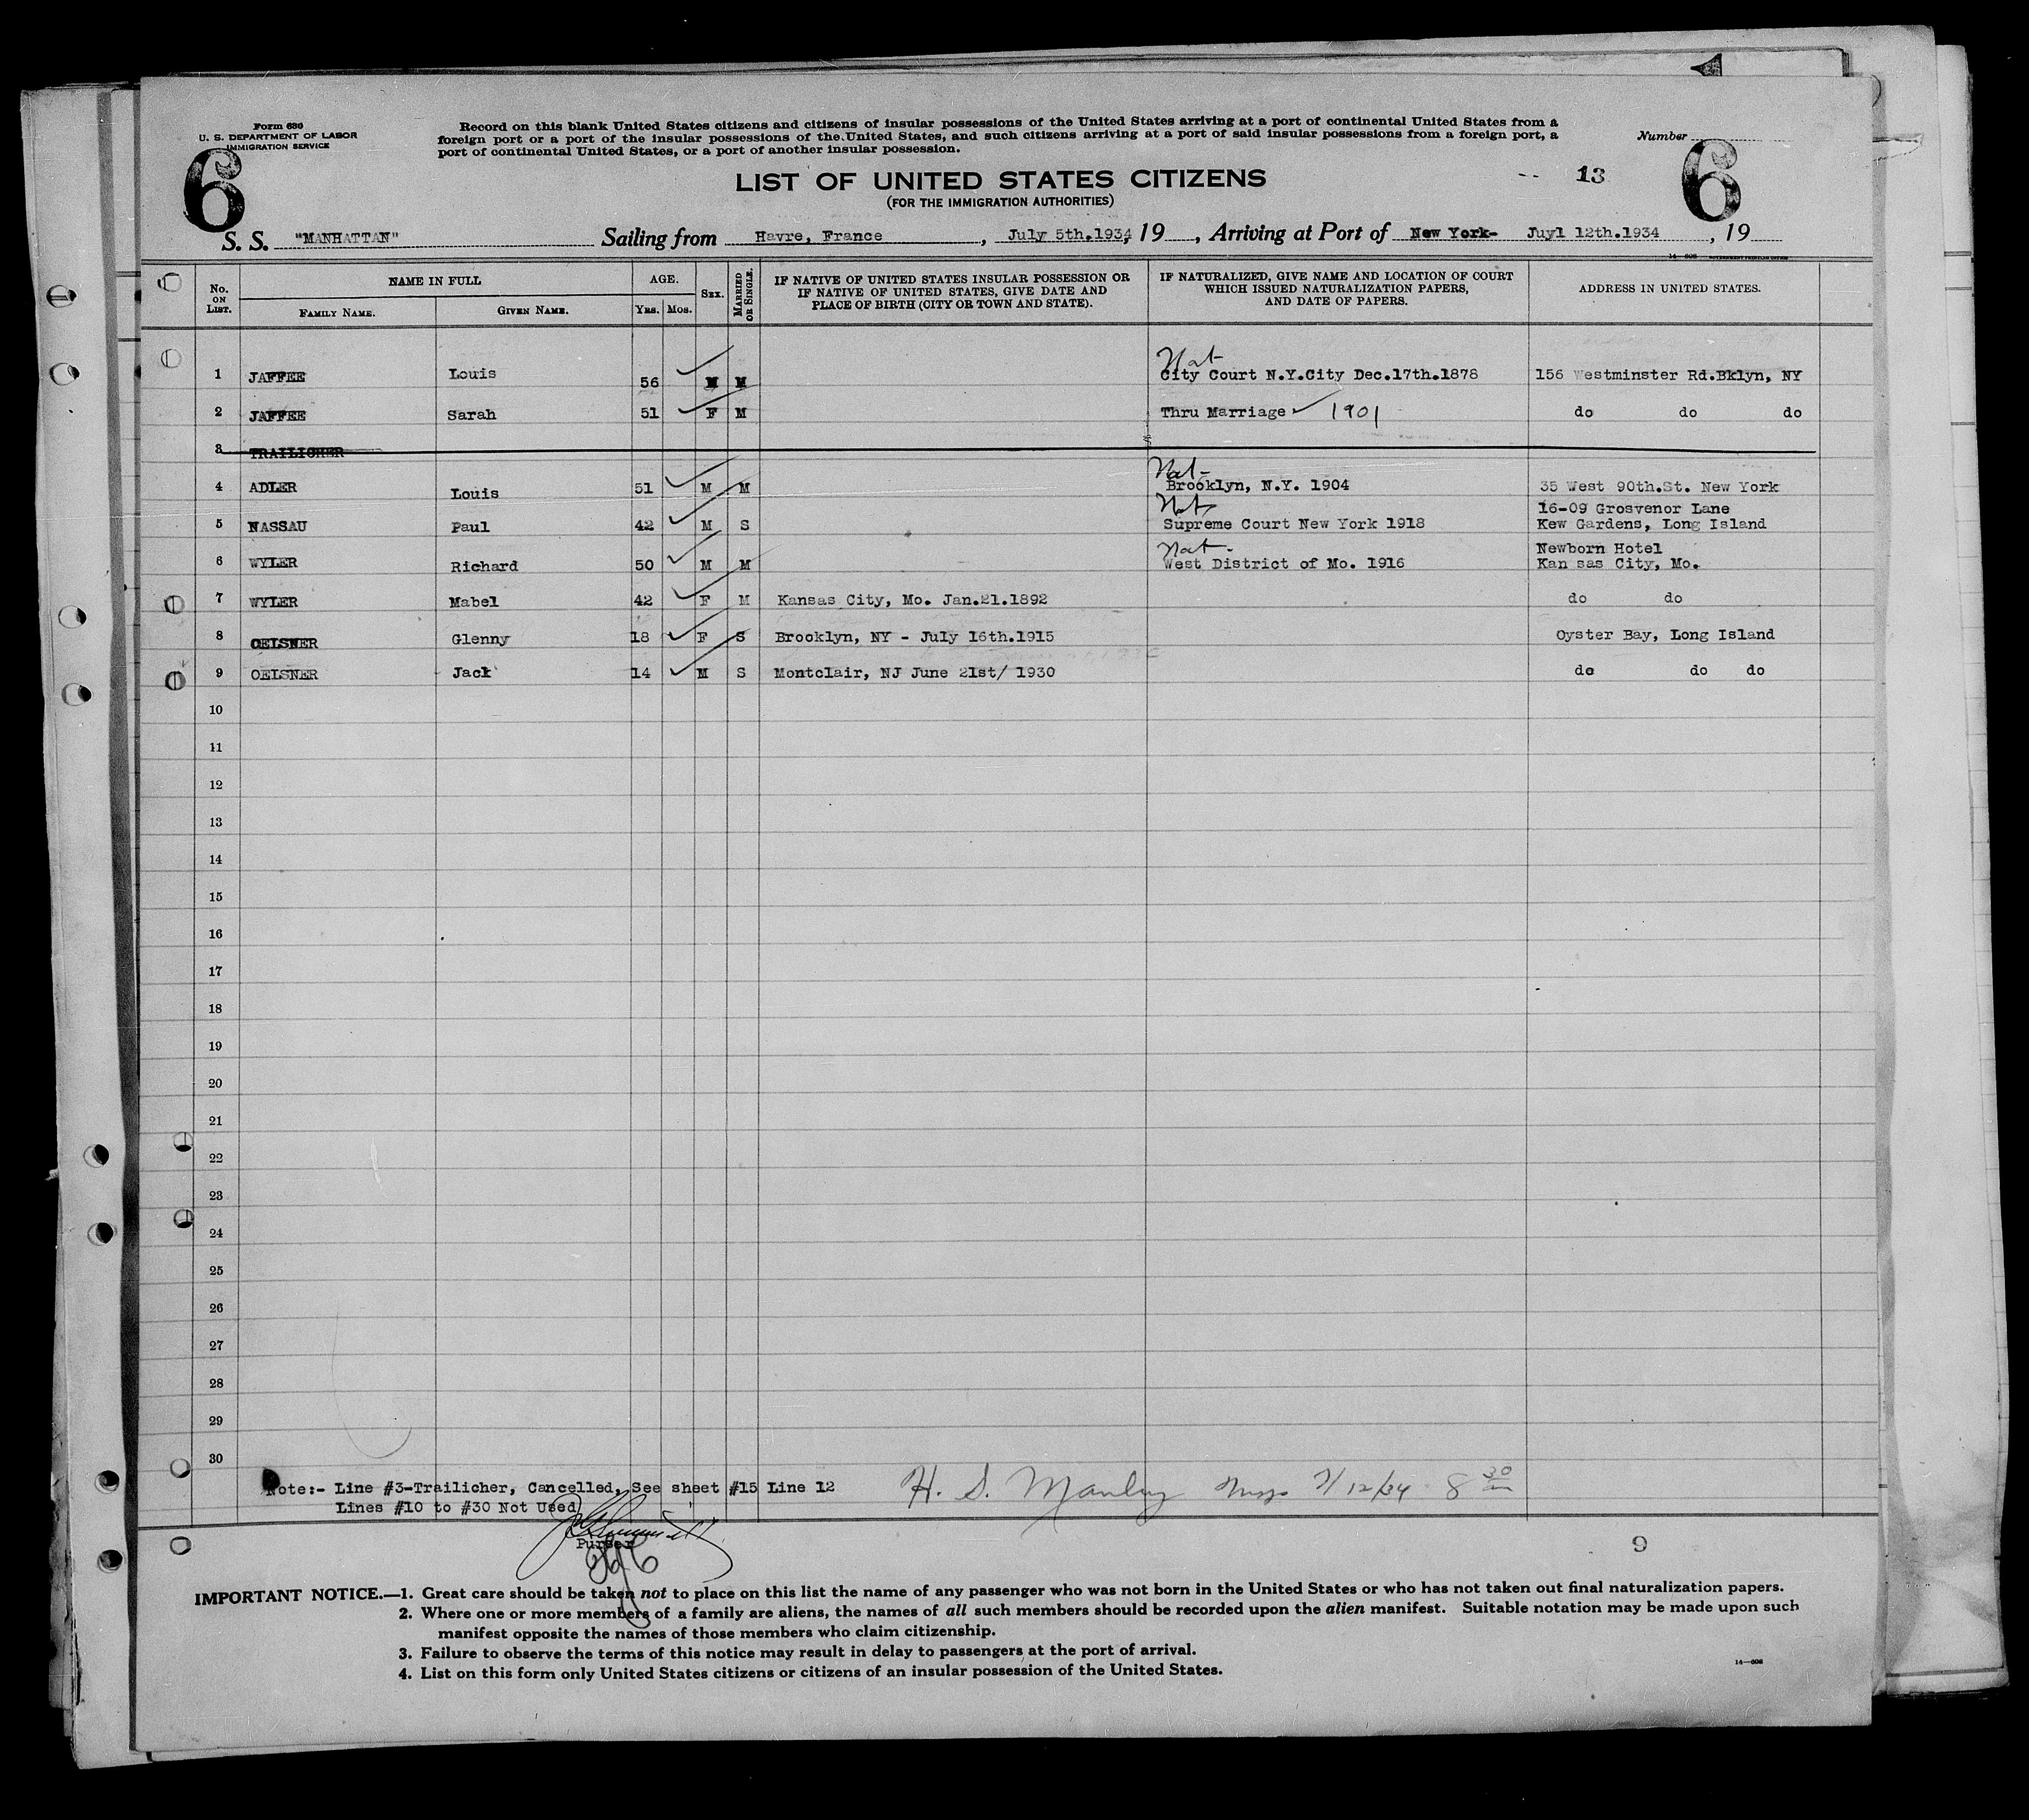 Form 630
U. S. DEPARTMENT OF LABOR
IMMIGRATION SERVICE
6
Record on this blank United States citizens and citizens of insular possessions of the United States arriving at a port of continental United States from a
foreign port or a port of the insular possessions of the United States, and such citizens arriving at a port of said insular possessions from a foreign port, a
port of continental United States, or a port of another insular possession.
Number
6
LIST OF UNITED STATES CITIZENS
-- 13
(FOR THE IMMIGRATION AUTHORITIES)
S. S. "MANHATTAN" Sailing from Havre, France, July 5th.1934, 19 , Arriving at Port of New York- Juyl 12th.1934 , 19
No. ON LIST. NAME IN FULL FAMILY NAME. GIVEN NAME. AGE. YRS. MOS. SEX. MARRIED OR SINGLE. IF NATIVE OF UNITED STATES INSULAR POSSESSION OR IF NATIVE OF UNITED STATES, GIVE DATE AND PLACE OF BIRTH (CITY OR TOWN AND STATE). IF NATURALIZED, GIVE NAME AND LOCATION OF COURT WHICH ISSUED NATURALIZATION PAPERS, AND DATE OF PAPERS. ADDRESS IN UNITED STATES.
Nat
1 JAFFEE Louis 56 M M City Court N.Y.City Dec.17th.1878 156 Westminster Rd.Bklyn, NY
2 JAFFEE Sarah 51 F M Thru Marriage 1901 do do do
3 TRAILICHER
Nat-
4 ADLER Louis 51 M M Brooklyn, N.Y. 1904 35 West 90th.St. New York
Nat 16-09 Grosvenor Lane
5 NASSAU Paul 42 M S Supreme Court New York 1918 Kew Gardens, Long Island
Nat- Newborn Hotel
6 WYLER Richard 50 M M West District of Mo. 1916 Kan sas City, Mo.
7 WYLER Mabel 42 F M Kansas City, Mo. Jan.21.1892 do do
8 OEISNER Glenny 18 F S Brooklyn, NY - July 16th.1915 Oyster Bay, Long Island
9 OEISNER Jack 14 M S Montclair, NJ June 21st/ 1930 do do do
10
11
12
13
14
15
16
17
18
19
20
21
22
23
24
25
26
27
28
29
30
Note:- Line #3-Trailicher, Cancelled, See sheet #15 Line 12
Lines #10 to #30 Not Used
H. S. Manley 7/12/34 8 30
Purser
9
IMPORTANT NOTICE.—1. Great care should be taken not to place on this list the name of any passenger who was not born in the United States or who has not taken out final naturalization papers.
2. Where one or more members of a family are aliens, the names of all such members should be recorded upon the alien manifest. Suitable notation may be made upon such
manifest opposite the names of those members who claim citizenship.
3. Failure to observe the terms of this notice may result in delay to passengers at the port of arrival.
4. List on this form only United States citizens or citizens of an insular possession of the United States.